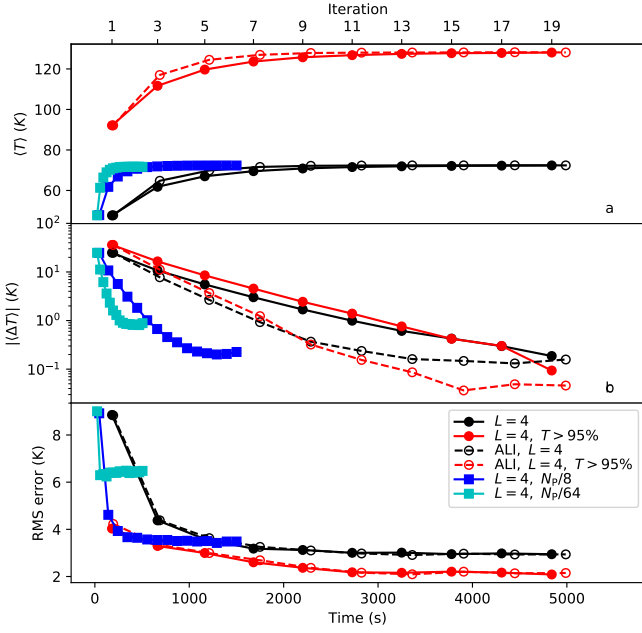 Iteration
1 3 5 7 9 11 13 15 17 19
⟨T⟩ (K)
120
100
80
60
a
|⟨ΔT⟩| (K)
10²
10¹
10⁰
10⁻¹
b
RMS error (K)
8
6
4
2
L = 4
L = 4, T > 95%
ALI, L = 4
ALI, L = 4, T > 95%
L = 4, N_P/8
L = 4, N_P/64
0 1000 2000 3000 4000 5000
Time (s)